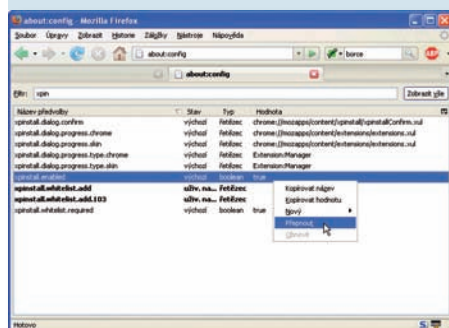 about:config - Mozilla Firefox
Soubor Úpravy Zobrazit Historie Záložky Nástroje Nápověda
about:config
borce
about:config
Filtr: xpin
Zobrazit vše
Název předvolby Stav Typ Hodnota
xpinstall.dialog.confirm výchozí řetězec chrome://mozapps/content/xpinstall/xpinstallConfirm.xul
xpinstall.dialog.progress.chrome výchozí řetězec chrome://mozapps/content/extensions/extensions.xul
xpinstall.dialog.progress.skin výchozí řetězec chrome://mozapps/content/extensions/extensions.xul
xpinstall.dialog.progress.type.chrome výchozí řetězec Extension:Manager
xpinstall.dialog.progress.type.skin výchozí řetězec Extension:Manager
xpinstall.enabled výchozí boolean true
xpinstall.whitelist.add uživ. na... řetězec
xpinstall.whitelist.add.103 uživ. na... řetězec
xpinstall.whitelist.required výchozí boolean true
Kopírovat název
Kopírovat hodnotu
Nový
Přepnout
Obnovit
Hotovo